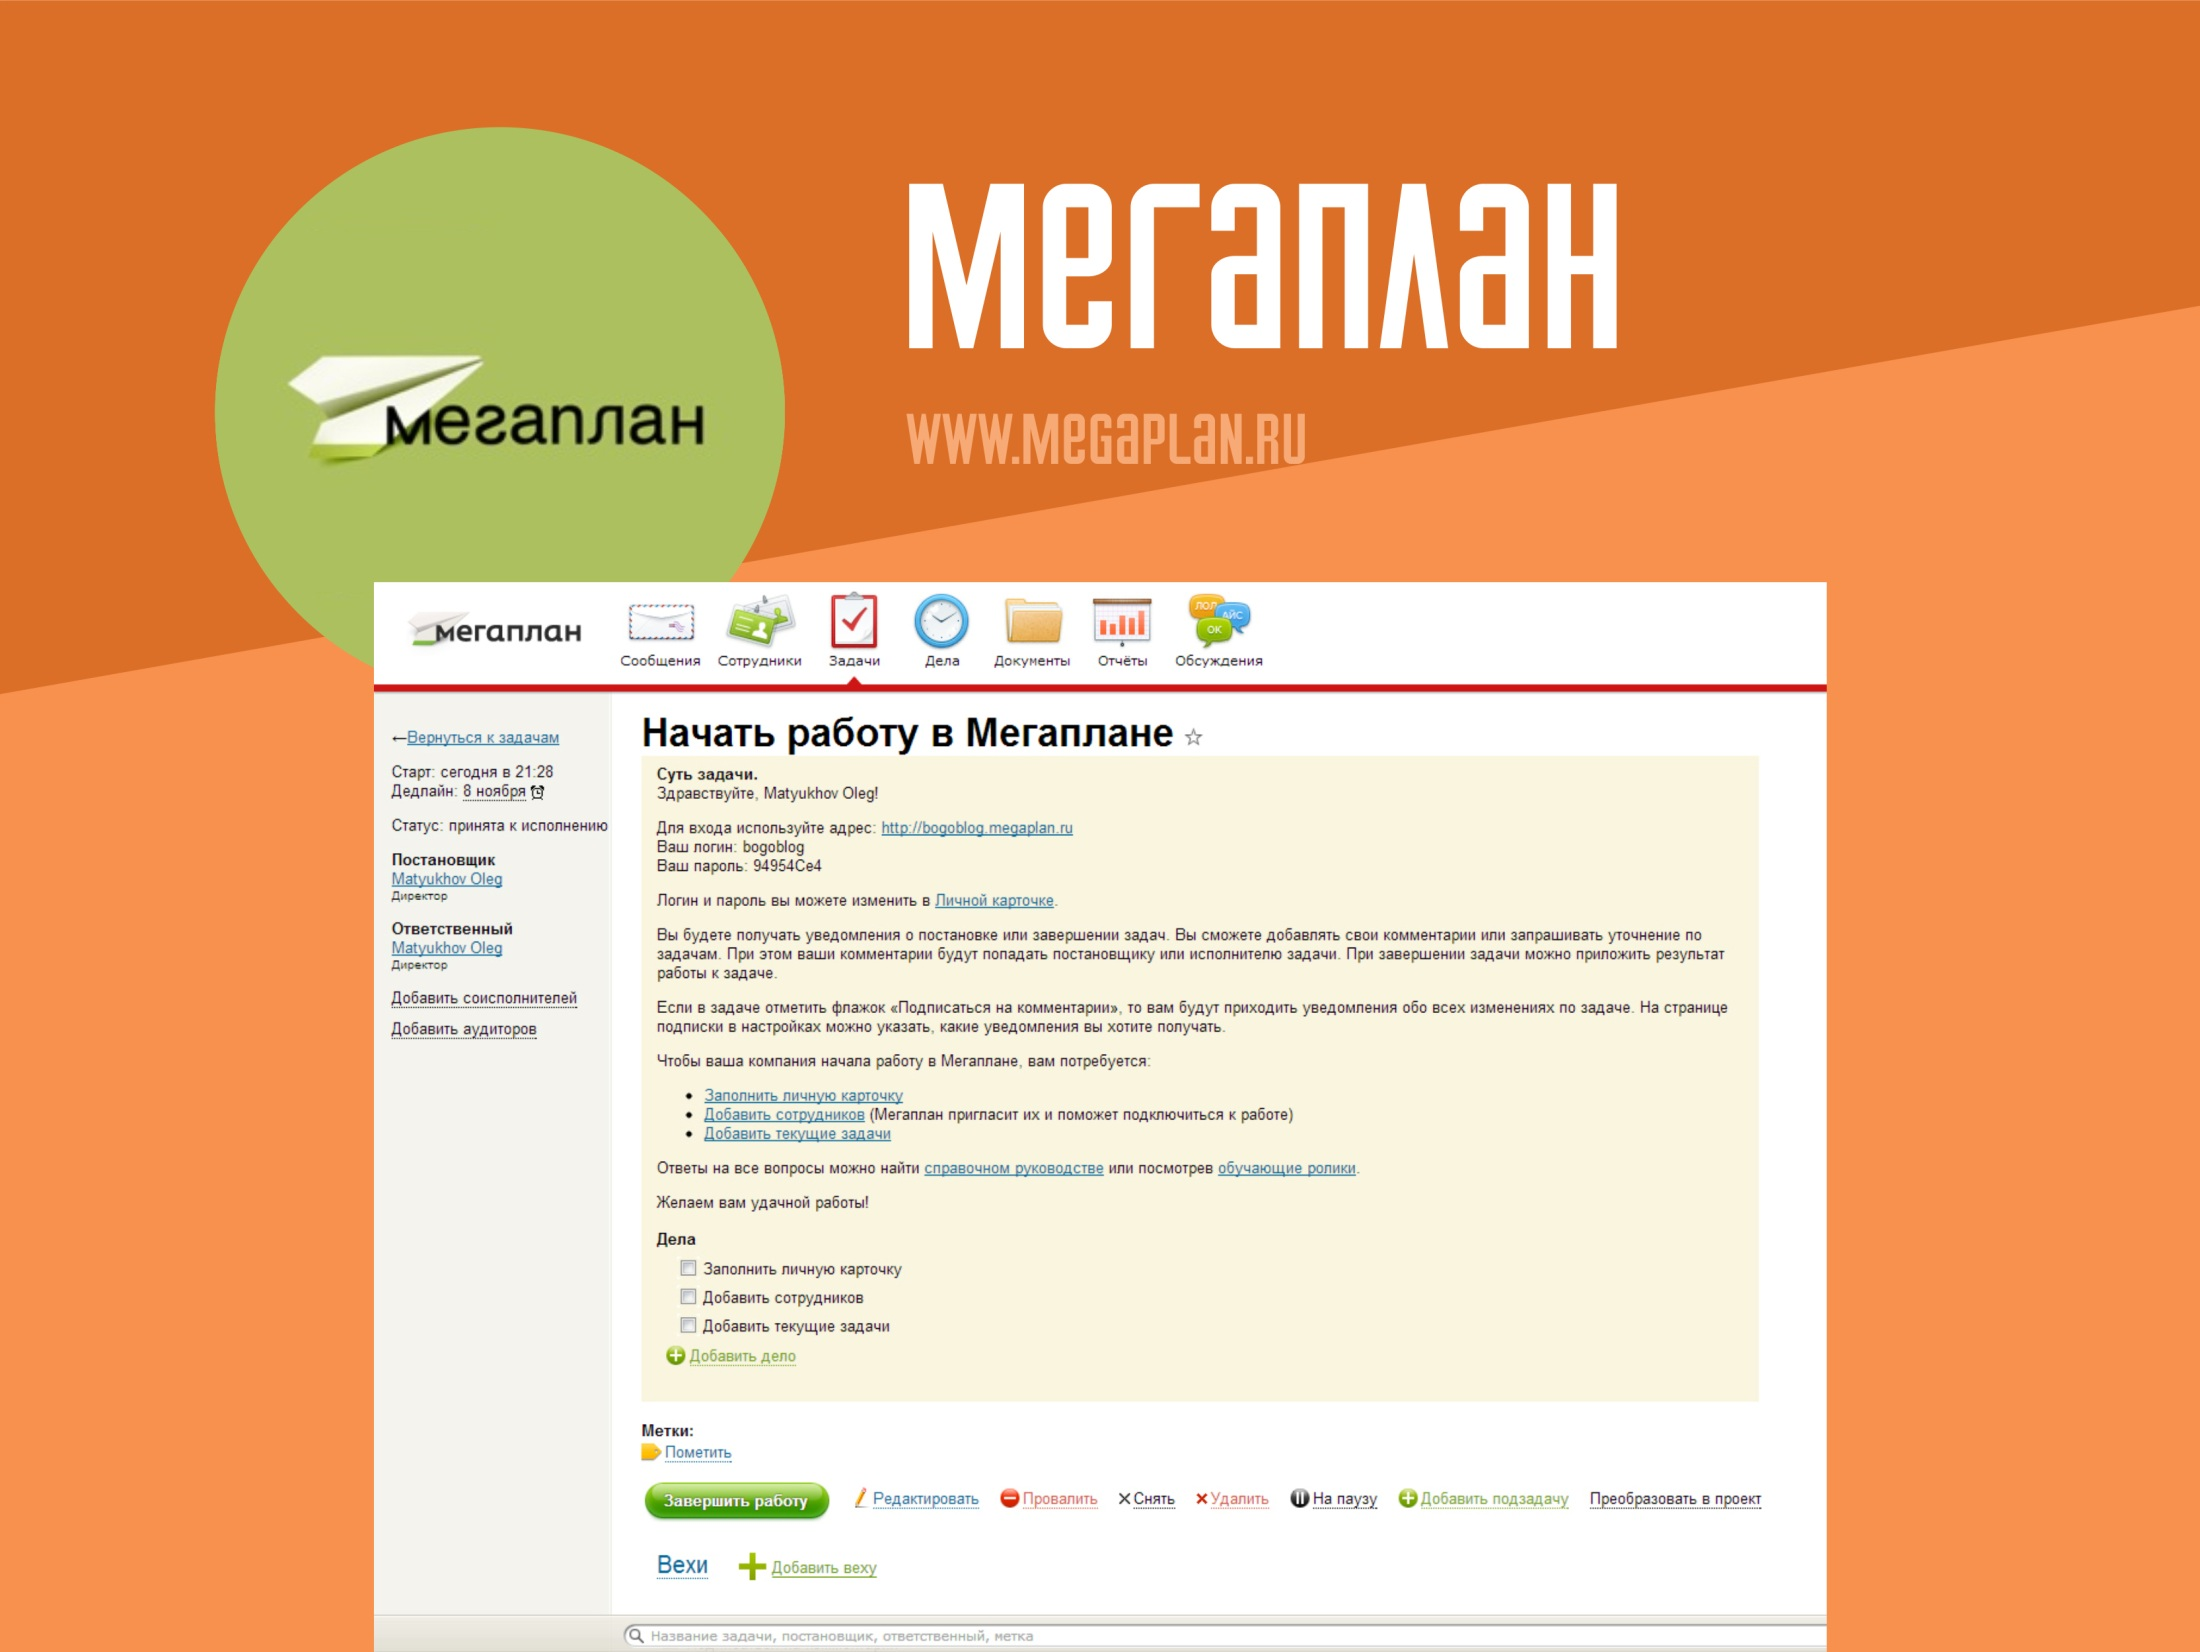 мегаплан
мегаплан
www.megaplan.ru
мегаплан
Сообщения Сотрудники Задачи Дела Документы Отчёты Обсуждения
ЛОЛ АЙС ОК
←Вернуться к задачам
Старт: сегодня в 21:28
Дедлайн: 8 ноября
Статус: принята к исполнению
Постановщик
Matyukhov Oleg
Директор
Ответственный
Matyukhov Oleg
Директор
Добавить соисполнителей
Добавить аудиторов
Начать работу в Мегаплане
Суть задачи.
Здравствуйте, Matyukhov Oleg!
Для входа используйте адрес: http://bogoblog.megaplan.ru
Ваш логин: bogoblog
Ваш пароль: 94954Ce4
Логин и пароль вы можете изменить в Личной карточке.
Вы будете получать уведомления о постановке или завершении задач. Вы сможете добавлять свои комментарии или запрашивать уточнение по
задачам. При этом ваши комментарии будут попадать постановщику или исполнителю задачи. При завершении задачи можно приложить результат
работы к задаче.
Если в задаче отметить флажок «Подписаться на комментарии», то вам будут приходить уведомления обо всех изменениях по задаче. На странице
подписки в настройках можно указать, какие уведомления вы хотите получать.
Чтобы ваша компания начала работу в Мегаплане, вам потребуется:
• Заполнить личную карточку
• Добавить сотрудников (Мегаплан пригласит их и поможет подключиться к работе)
• Добавить текущие задачи
Ответы на все вопросы можно найти справочном руководстве или посмотрев обучающие ролики.
Желаем вам удачной работы!
Дела
Заполнить личную карточку
Добавить сотрудников
Добавить текущие задачи
Добавить дело
Метки:
Пометить
Завершить работу Редактировать Провалить Снять Удалить На паузу Добавить подзадачу Преобразовать в проект
Вехи Добавить веху
Название задачи, постановщик, ответственный, метка